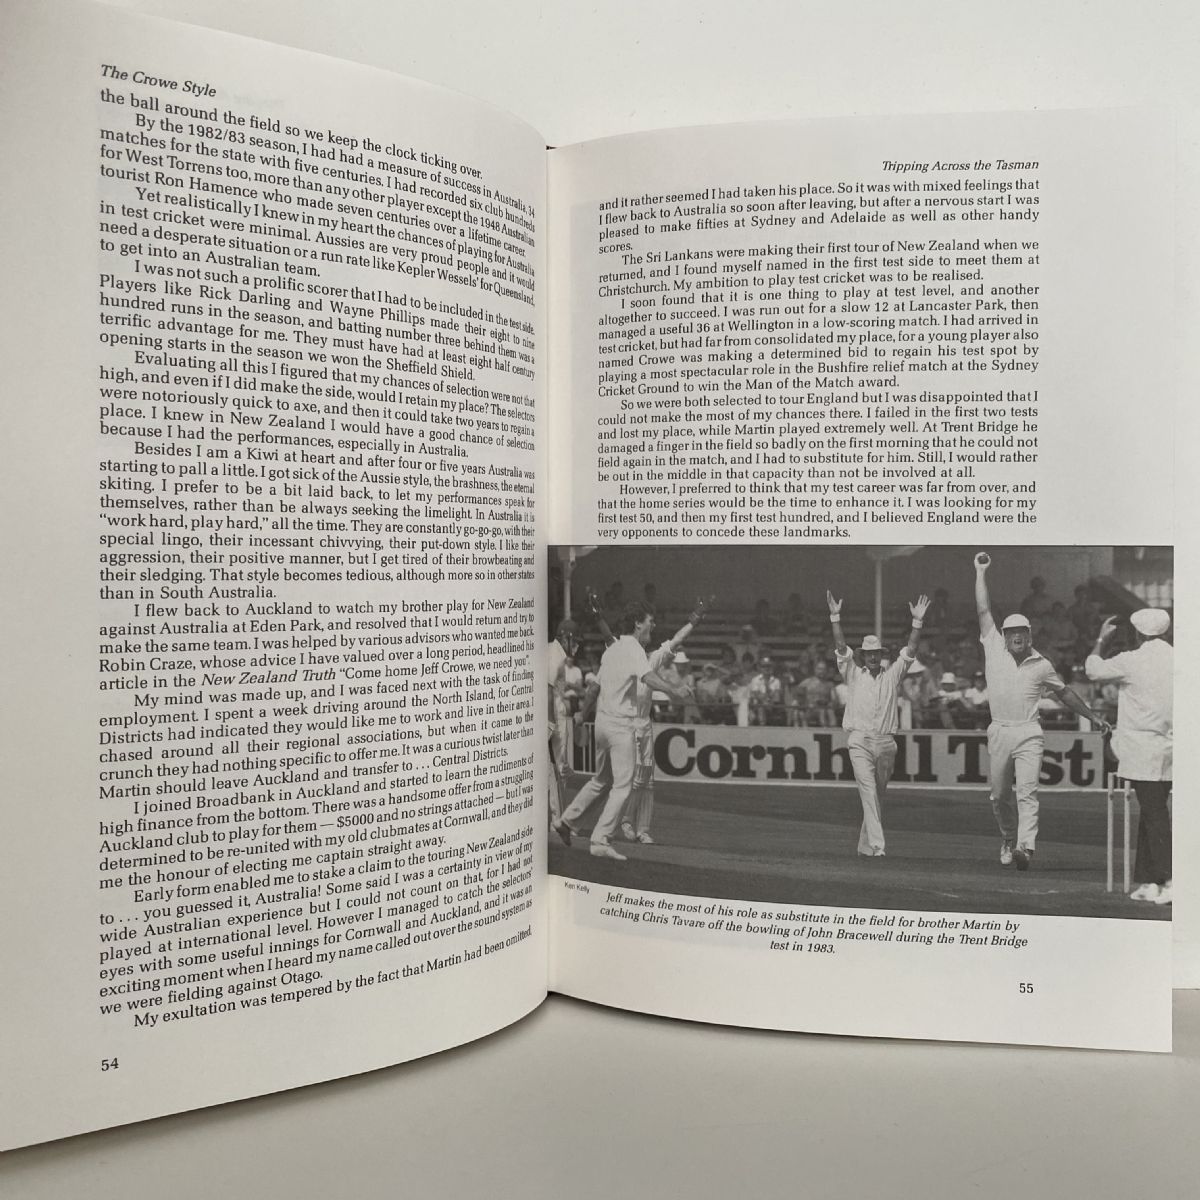 The Crowe Style
the ball around the field so we keep the clock ticking over.
By the 1982/83 season, I had had a measure of success in Australia, 34
matches for the state with five centuries. I had recorded six club hundreds
for West Torrens too, more than any other player except the 1948 Australian
tourist Ron Hamence who made seven centuries over a lifetime career.
Yet realistically I knew in my heart the chances of playing for Australia
in test cricket were minimal. Aussies are very proud people and it would
need a desperate situation or a run rate like Kepler Wessels' for Queensland,
to get into an Australian team.
I was not such a prolific scorer that I had to be included in the test side.
Players like Rick Darling and Wayne Phillips made their eight to nine
hundred runs in the season, and batting number three behind them was a
terrific advantage for me. They must have had at least eight half century
opening starts in the season we won the Sheffield Shield.
Evaluating all this I figured that my chances of selection were not that
high, and even if I did make the side, would I retain my place? The selectors
were notoriously quick to axe, and then it could take two years to regain a
place. I knew in New Zealand I would have a good chance of selection
because I had the performances, especially in Australia.
Besides I am a Kiwi at heart and after four or five years Australia was
starting to pall a little. I got sick of the Aussie style, the brashness, the eternal
skiting. I prefer to be a bit laid back, to let my performances speak for
themselves, rather than be always seeking the limelight. In Australia it is
“work hard, play hard,” all the time. They are constantly go-go-go, with their
special lingo, their incessant chivvying, their put-down style. I like their
aggression, their positive manner, but I get tired of their browbeating and
their sledging. That style becomes tedious, although more so in other states
than in South Australia.
I flew back to Auckland to watch my brother play for New Zealand
against Australia at Eden Park, and resolved that I would return and try to
make the same team. I was helped by various advisors who wanted me back.
Robin Craze, whose advice I have valued over a long period, headlined his
article in the New Zealand Truth “Come home Jeff Crowe, we need you”.
My mind was made up, and I was faced next with the task of finding
employment. I spent a week driving around the North Island, for Central
Districts had indicated they would like me to work and live in their area. I
chased around all their regional associations, but when it came to the
crunch they had nothing specific to offer me. It was a curious twist later than
Martin should leave Auckland and transfer to . . . Central Districts.
I joined Broadbank in Auckland and started to learn the rudiments of
high finance from the bottom. There was a handsome offer from a struggling
Auckland club to play for them — $5000 and no strings attached — but I was
determined to be re-united with my old clubmates at Cornwall, and they did
me the honour of electing me captain straight away.
Early form enabled me to stake a claim to the touring New Zealand side
to . . . you guessed it, Australia! Some said I was a certainty in view of my
wide Australian experience but I could not count on that, for I had not
played at international level. However I managed to catch the selectors'
eyes with some useful innings for Cornwall and Auckland, and it was an
exciting moment when I heard my name called out over the sound system as
we were fielding against Otago.
My exultation was tempered by the fact that Martin had been omitted,
54
Tripping Across the Tasman
and it rather seemed I had taken his place. So it was with mixed feelings that
I flew back to Australia so soon after leaving, but after a nervous start I was
pleased to make fifties at Sydney and Adelaide as well as other handy
scores.
The Sri Lankans were making their first tour of New Zealand when we
returned, and I found myself named in the first test side to meet them at
Christchurch. My ambition to play test cricket was to be realised.
I soon found that it is one thing to play at test level, and another
altogether to succeed. I was run out for a slow 12 at Lancaster Park, then
managed a useful 36 at Wellington in a low-scoring match. I had arrived in
test cricket, but had far from consolidated my place, for a young player also
named Crowe was making a determined bid to regain his test spot by
playing a most spectacular role in the Bushfire relief match at the Sydney
Cricket Ground to win the Man of the Match award.
So we were both selected to tour England but I was disappointed that I
could not make the most of my chances there. I failed in the first two tests
and lost my place, while Martin played extremely well. At Trent Bridge he
damaged a finger in the field so badly on the first morning that he could not
field again in the match, and I had to substitute for him. Still, I would rather
be out in the middle in that capacity than not be involved at all.
However, I preferred to think that my test career was far from over, and
that the home series would be the time to enhance it. I was looking for my
first test 50, and then my first test hundred, and I believed England were the
very opponents to concede these landmarks.
Cornhill Test
Ken Kelly
Jeff makes the most of his role as substitute in the field for brother Martin by
catching Chris Tavare off the bowling of John Bracewell during the Trent Bridge
test in 1983.
55